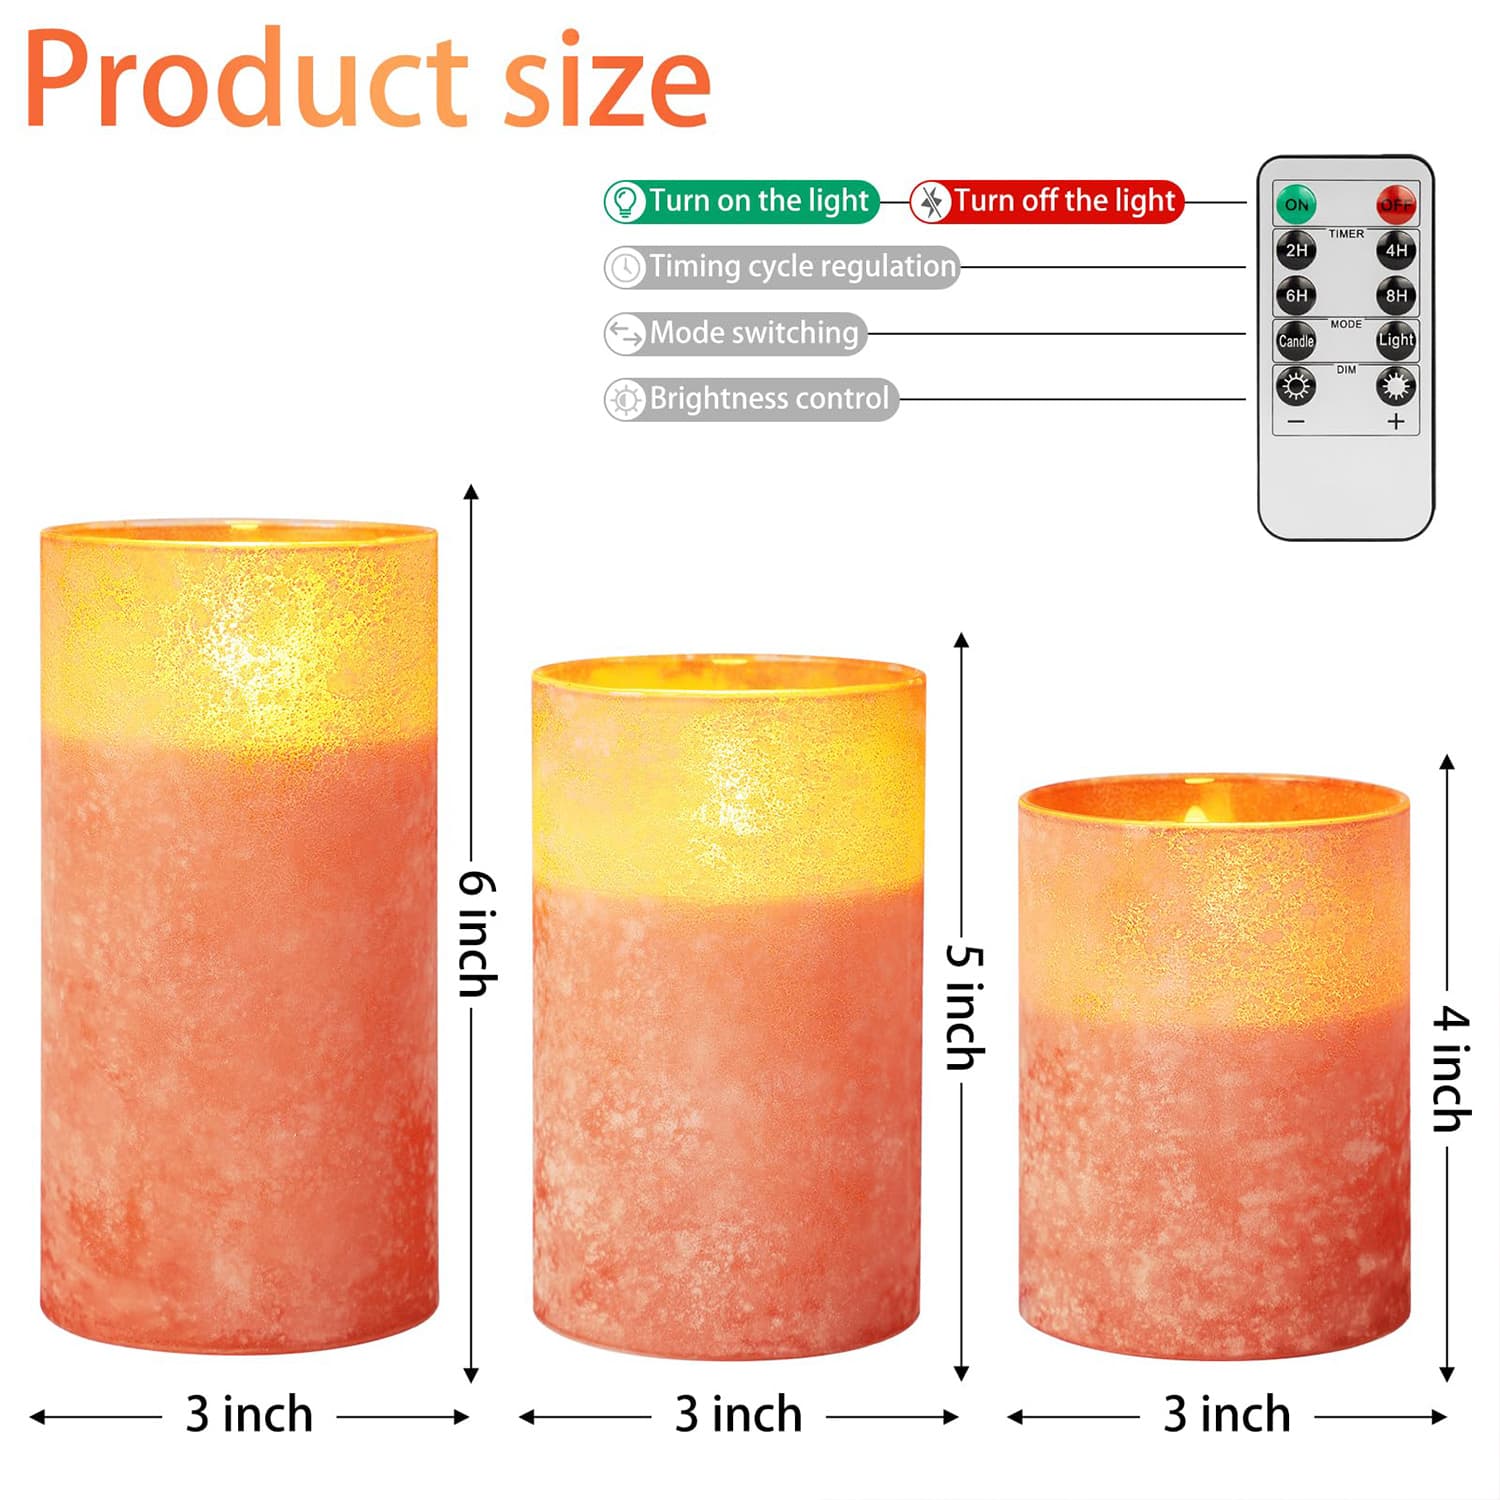 Product size
Turn on the light
Turn off the light
Timing cycle regulation
Mode switching
Brightness control
ON
OFF
TIMER
2H
4H
6H
8H
MODE
Candle
Light
DIM
−
+
6 inch
5 inch
4 inch
3 inch
3 inch
3 inch